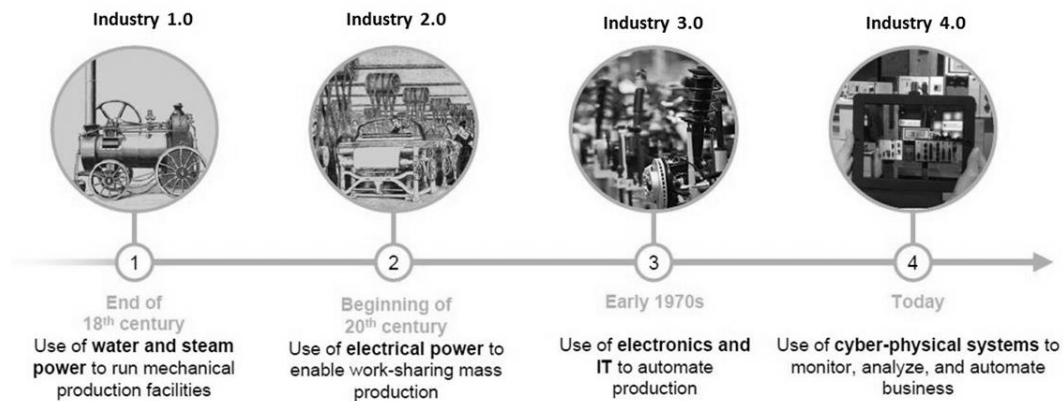 Industry 1.0
Industry 2.0
Industry 3.0
Industry 4.0
1
2
3
4
End of
18th century
Use of water and steam
power to run mechanical
production facilities
Beginning of
20th century
Use of electrical power to
enable work-sharing mass
production
Early 1970s
Use of electronics and
IT to automate
production
Today
Use of cyber-physical systems to
monitor, analyze, and automate
business